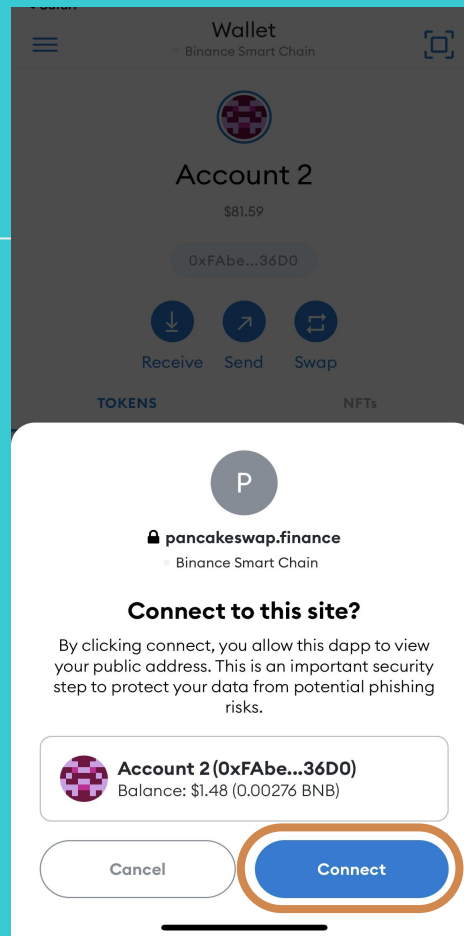 Wallet
Binance Smart Chain
Account 2
$81.59
0xFAbe...36D0
Receive Send Swap
TOKENS NFTs
P
pancakeswap.finance
Binance Smart Chain
Connect to this site?
By clicking connect, you allow this dapp to view
your public address. This is an important security
step to protect your data from potential phishing
risks.
Account 2 (0xFAbe...36D0)
Balance: $1.48 (0.00276 BNB)
Cancel Connect